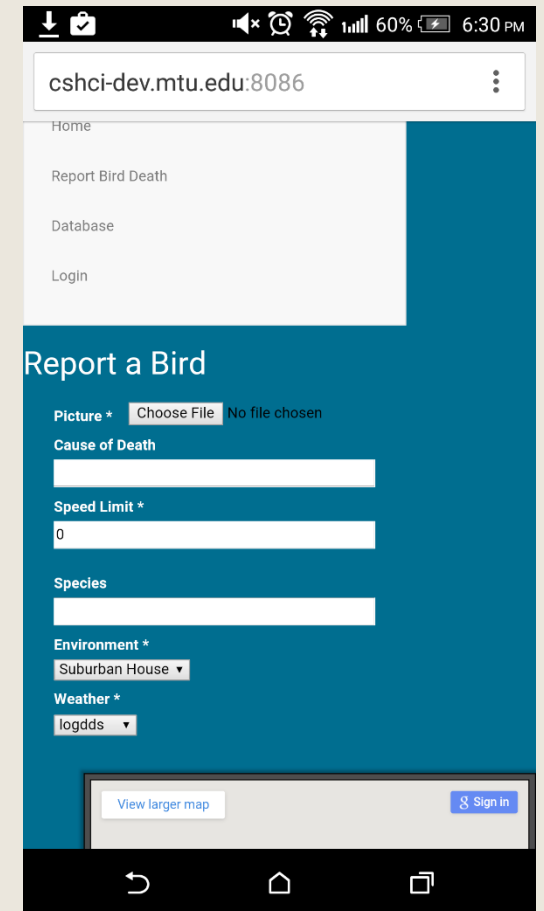 60% 6:30 PM
cshci-dev.mtu.edu:8086
Home
Report Bird Death
Database
Login
Report a Bird
Picture * Choose File No file chosen
Cause of Death
Speed Limit *
0
Species
Environment *
Suburban House
Weather *
logdds
View larger map
g Sign in